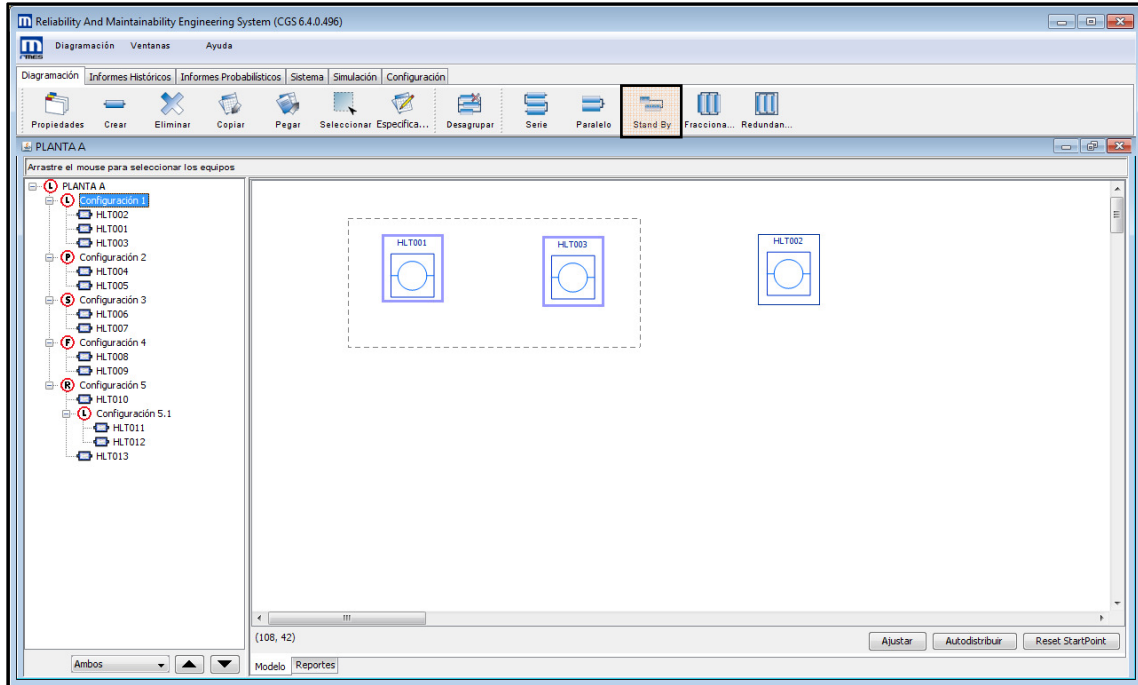 Reliability And Maintainability Engineering System (CGS 6.4.0.496)
Diagramación Ventanas Ayuda
rmes
Diagramación Informes Históricos Informes Probabilísticos Sistema Simulación Configuración
Propiedades Crear Eliminar Copiar Pegar Seleccionar Especifica... Desagrupar Serie Paralelo Stand By Fracciona... Redundan...
PLANTA A
Arrastre el mouse para seleccionar los equipos
L PLANTA A
L Configuración 1
HLT002
HLT001
HLT003
P Configuración 2
HLT004
HLT005
S Configuración 3
HLT006
HLT007
F Configuración 4
HLT008
HLT009
R Configuración 5
HLT010
L Configuración 5.1
HLT011
HLT012
HLT013
HLT001 HLT003 HLT002
(108, 42)
Ajustar Autodistribuir Reset StartPoint
Ambos
Modelo Reportes